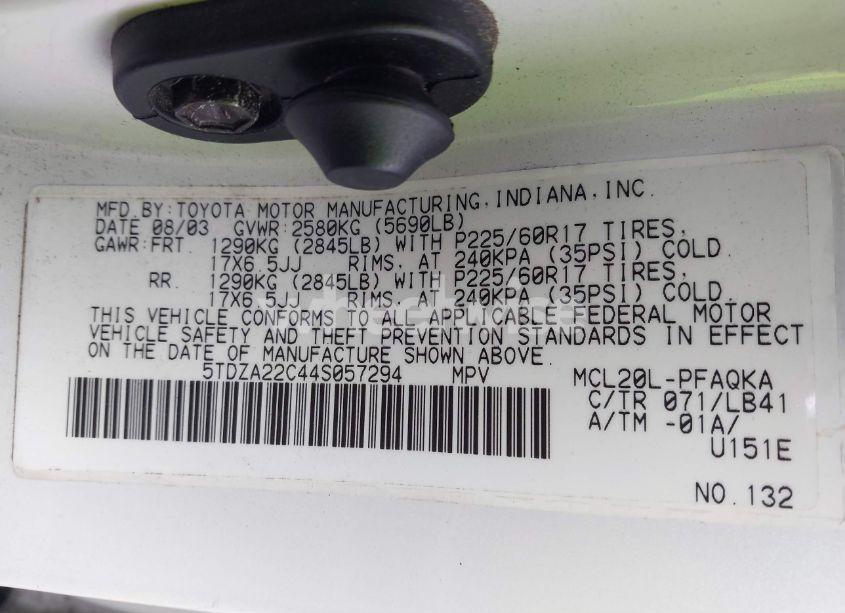 MFD.BY:TOYOTA MOTOR MANUFACTURING,INDIANA,INC.
DATE 08/03 GVWR:2580KG (5690LB)
GAWR:FRT. 1290KG (2845LB) WITH P225/60R17 TIRES,
17X6.5JJ RIMS, AT 240KPA (35PSI) COLD.
RR. 1290KG (2845LB) WITH P225/60R17 TIRES,
17X6.5JJ RIMS, AT 240KPA (35PSI) COLD.
THIS VEHICLE CONFORMS TO ALL APPLICABLE FEDERAL MOTOR
VEHICLE SAFETY AND THEFT PREVENTION STANDARDS IN EFFECT
ON THE DATE OF MANUFACTURE SHOWN ABOVE.
5TDZA22C44S057294 MPV MCL20L-PFAQKA
C/TR 071/LB41
A/TM -01A/
U151E
NO.132